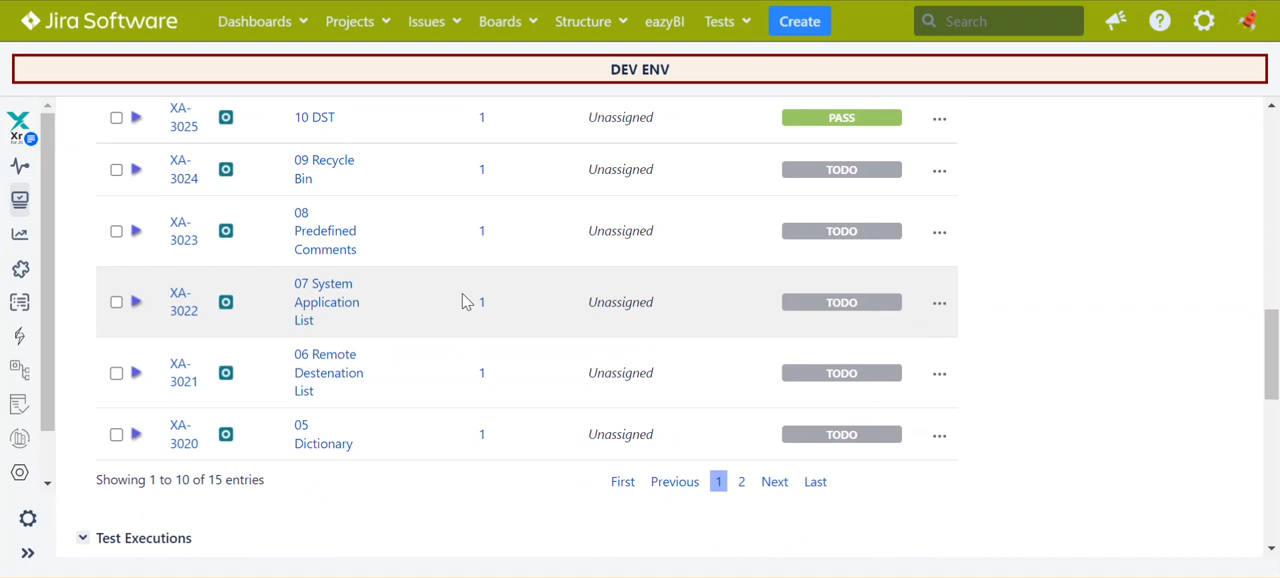 Jira Software Dashboards Projects Issues Boards Structure eazyBI Tests Create Search
DEV ENV
XA-
3025
10 DST
1
Unassigned
PASS
XA-
3024
09 Recycle
Bin
1
Unassigned
TODO
XA-
3023
08
Predefined
Comments
1
Unassigned
TODO
XA-
3022
07 System
Application
List
1
Unassigned
TODO
XA-
3021
06 Remote
Destenation
List
1
Unassigned
TODO
XA-
3020
05
Dictionary
1
Unassigned
TODO
Showing 1 to 10 of 15 entries
First Previous 1 2 Next Last
Test Executions
Xr